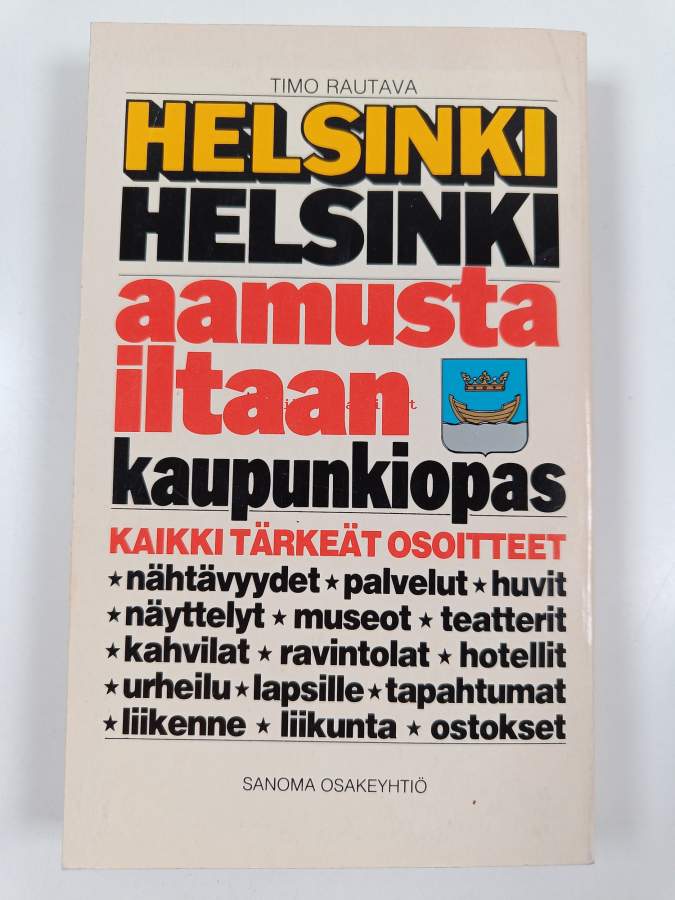 TIMO RAUTAVA
HELSINKI
HELSINKI
aamusta
iltaan
kaupunkiopas
KAIKKI TÄRKEÄT OSOITTEET
★nähtävyydet★palvelut★huvit
★näyttelyt★museot★teatterit
★kahvilat★ravintolat★hotellit
★urheilu★lapsille★tapahtumat
★liikenne★liikunta★ostokset
SANOMA OSAKEYHTIÖ